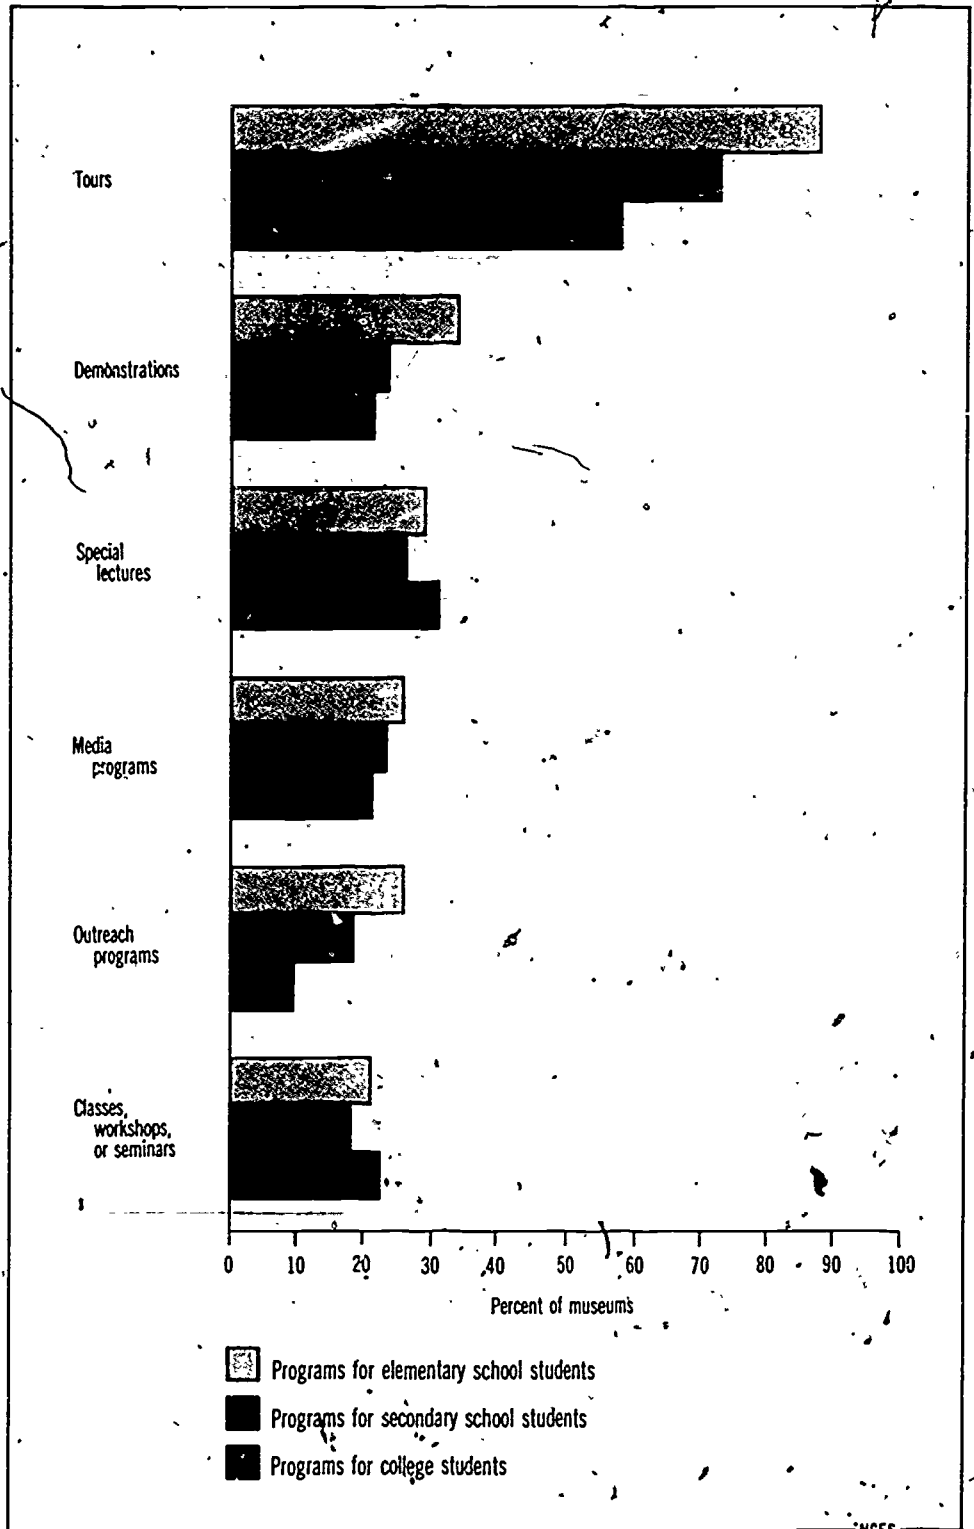 Tours
Demonstrations
Special
lectures
Media
programs
Outreach
programs
Classes,
workshops,
or seminars
0 10 20 30 40 50 60 70 80 90 100
Percent of museums
Programs for elementary school students
Programs for secondary school students
Programs for college students
NCES